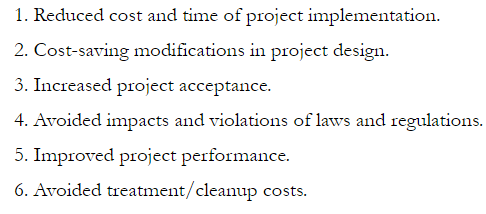 1. Reduced cost and time of project implementation.
2. Cost-saving modifications in project design.
3. Increased project acceptance.
4. Avoided impacts and violations of laws and regulations.
5. Improved project performance.
6. Avoided treatment/cleanup costs.